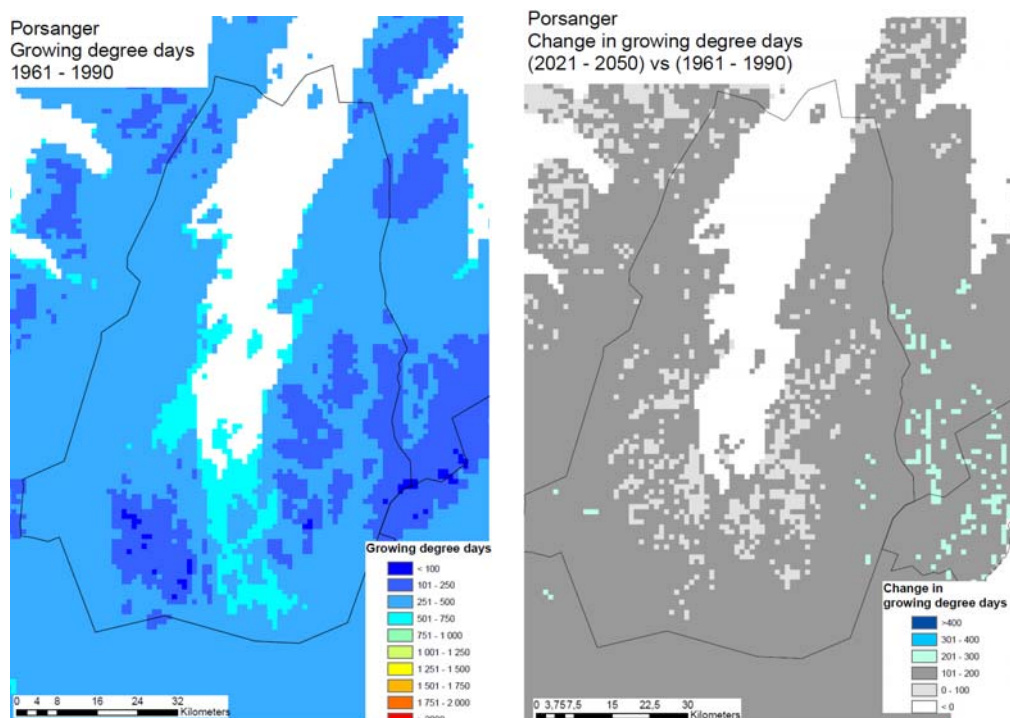 Porsanger
Growing degree days
1961 - 1990
Growing degree days
< 100
101 - 250
251 - 500
501 - 750
751 - 1 000
1 001 - 1 250
1 251 - 1 500
1 501 - 1 750
1 751 - 2 000
0 4 8 16 24 32
Kilometers
Porsanger
Change in growing degree days
(2021 - 2050) vs (1961 - 1990)
Change in
growing degree days
>400
301 - 400
201 - 300
101 - 200
0 - 100
< 0
0 3,757,5 15 22,5 30
Kilometers